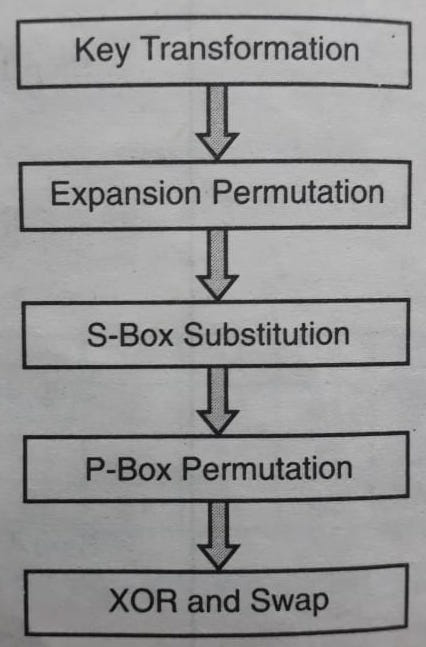 Key Transformation
Expansion Permutation
S-Box Substitution
P-Box Permutation
XOR and Swap